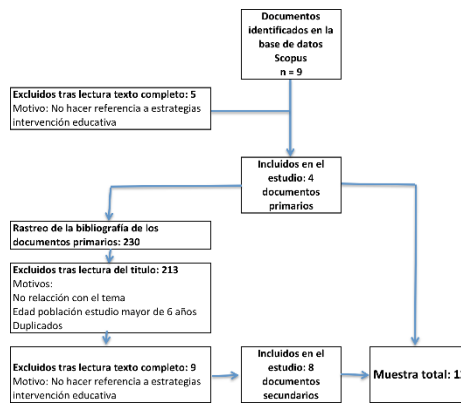 Documentos
identificados en la
base de datos
Scopus
n = 9
Excluidos tras lectura texto completo: 5
Motivo: No hacer referencia a estrategias
intervención educativa
Incluidos en el
estudio: 4
documentos
primarios
Rastreo de la bibliografía de los
documentos primarios: 230
Excluidos tras lectura del titulo: 213
Motivos:
No relacción con el tema
Edad población estudio mayor de 6 años
Duplicados
Excluidos tras lectura texto completo: 9
Motivo: No hacer referencia a estrategias
intervención educativa
Incluidos en el
estudio: 8
documentos
secundarios
Muestra total: